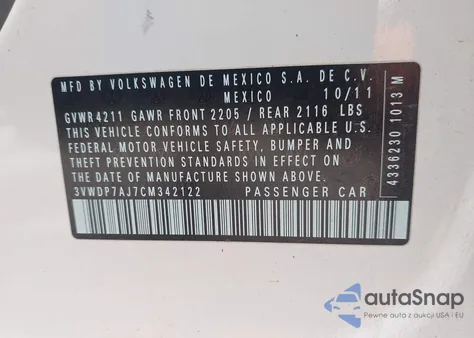 MFD BY VOLKSWAGEN DE MEXICO S.A. DE C.V.
MEXICO 10/11
GVWR4211 GAWR FRONT 2205 / REAR 2116 LBS
THIS VEHICLE CONFORMS TO ALL APPLICABLE U.S.
FEDERAL MOTOR VEHICLE SAFETY, BUMPER AND
THEFT PREVENTION STANDARDS IN EFFECT ON
THE DATE OF MANUFACTURE SHOWN ABOVE.
3VWDP7AJ7CM342122 PASSENGER CAR
4336230 1013 M
autoSnap
Pewne auta z aukcji USA i EU